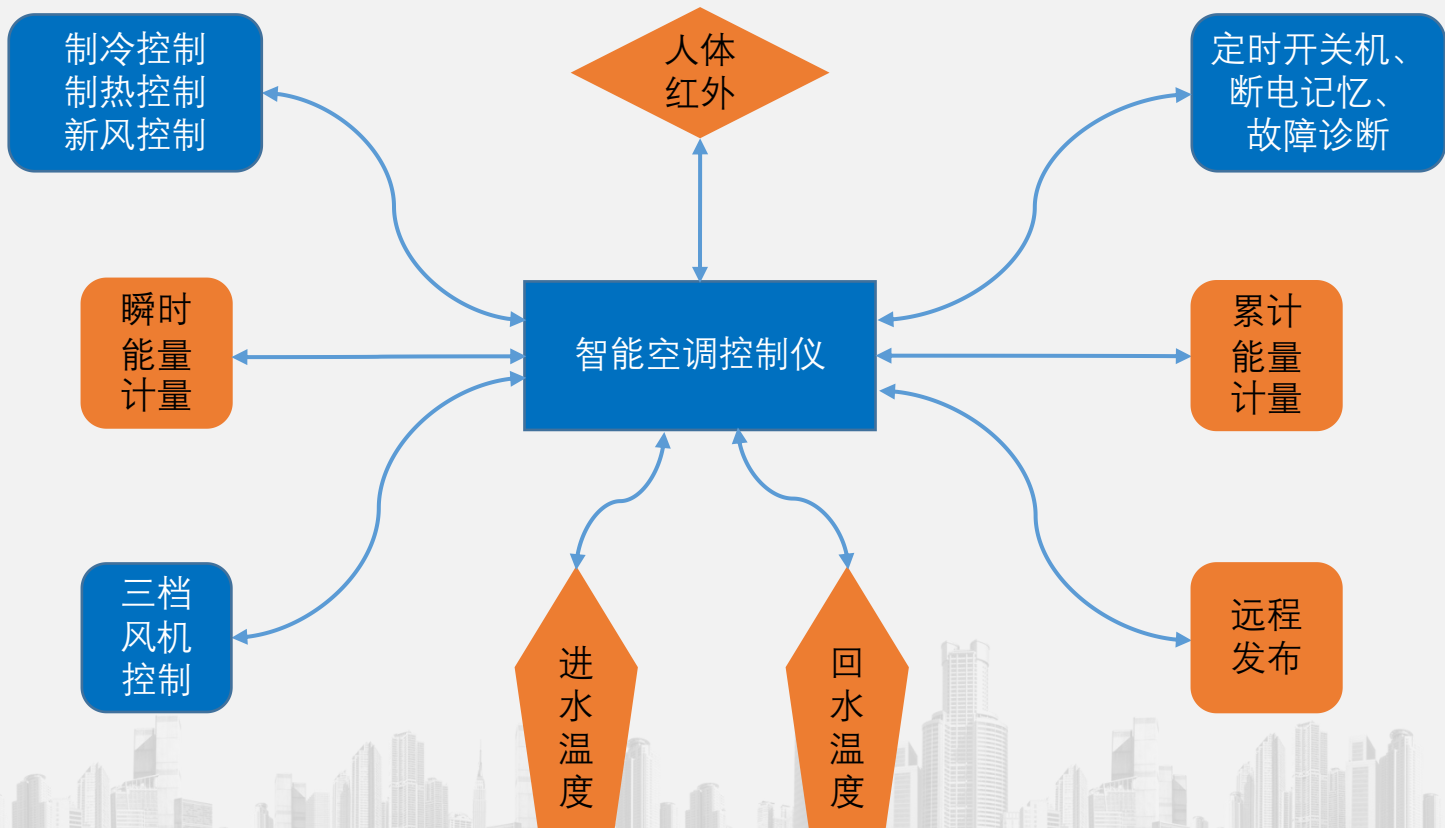 制冷控制
制热控制
新风控制
人体
红外
定时开关机、
断电记忆、
故障诊断
瞬时
能量
计量
智能空调控制仪
累计
能量
计量
三档
风机
控制
进
水
温
度
回
水
温
度
远程
发布